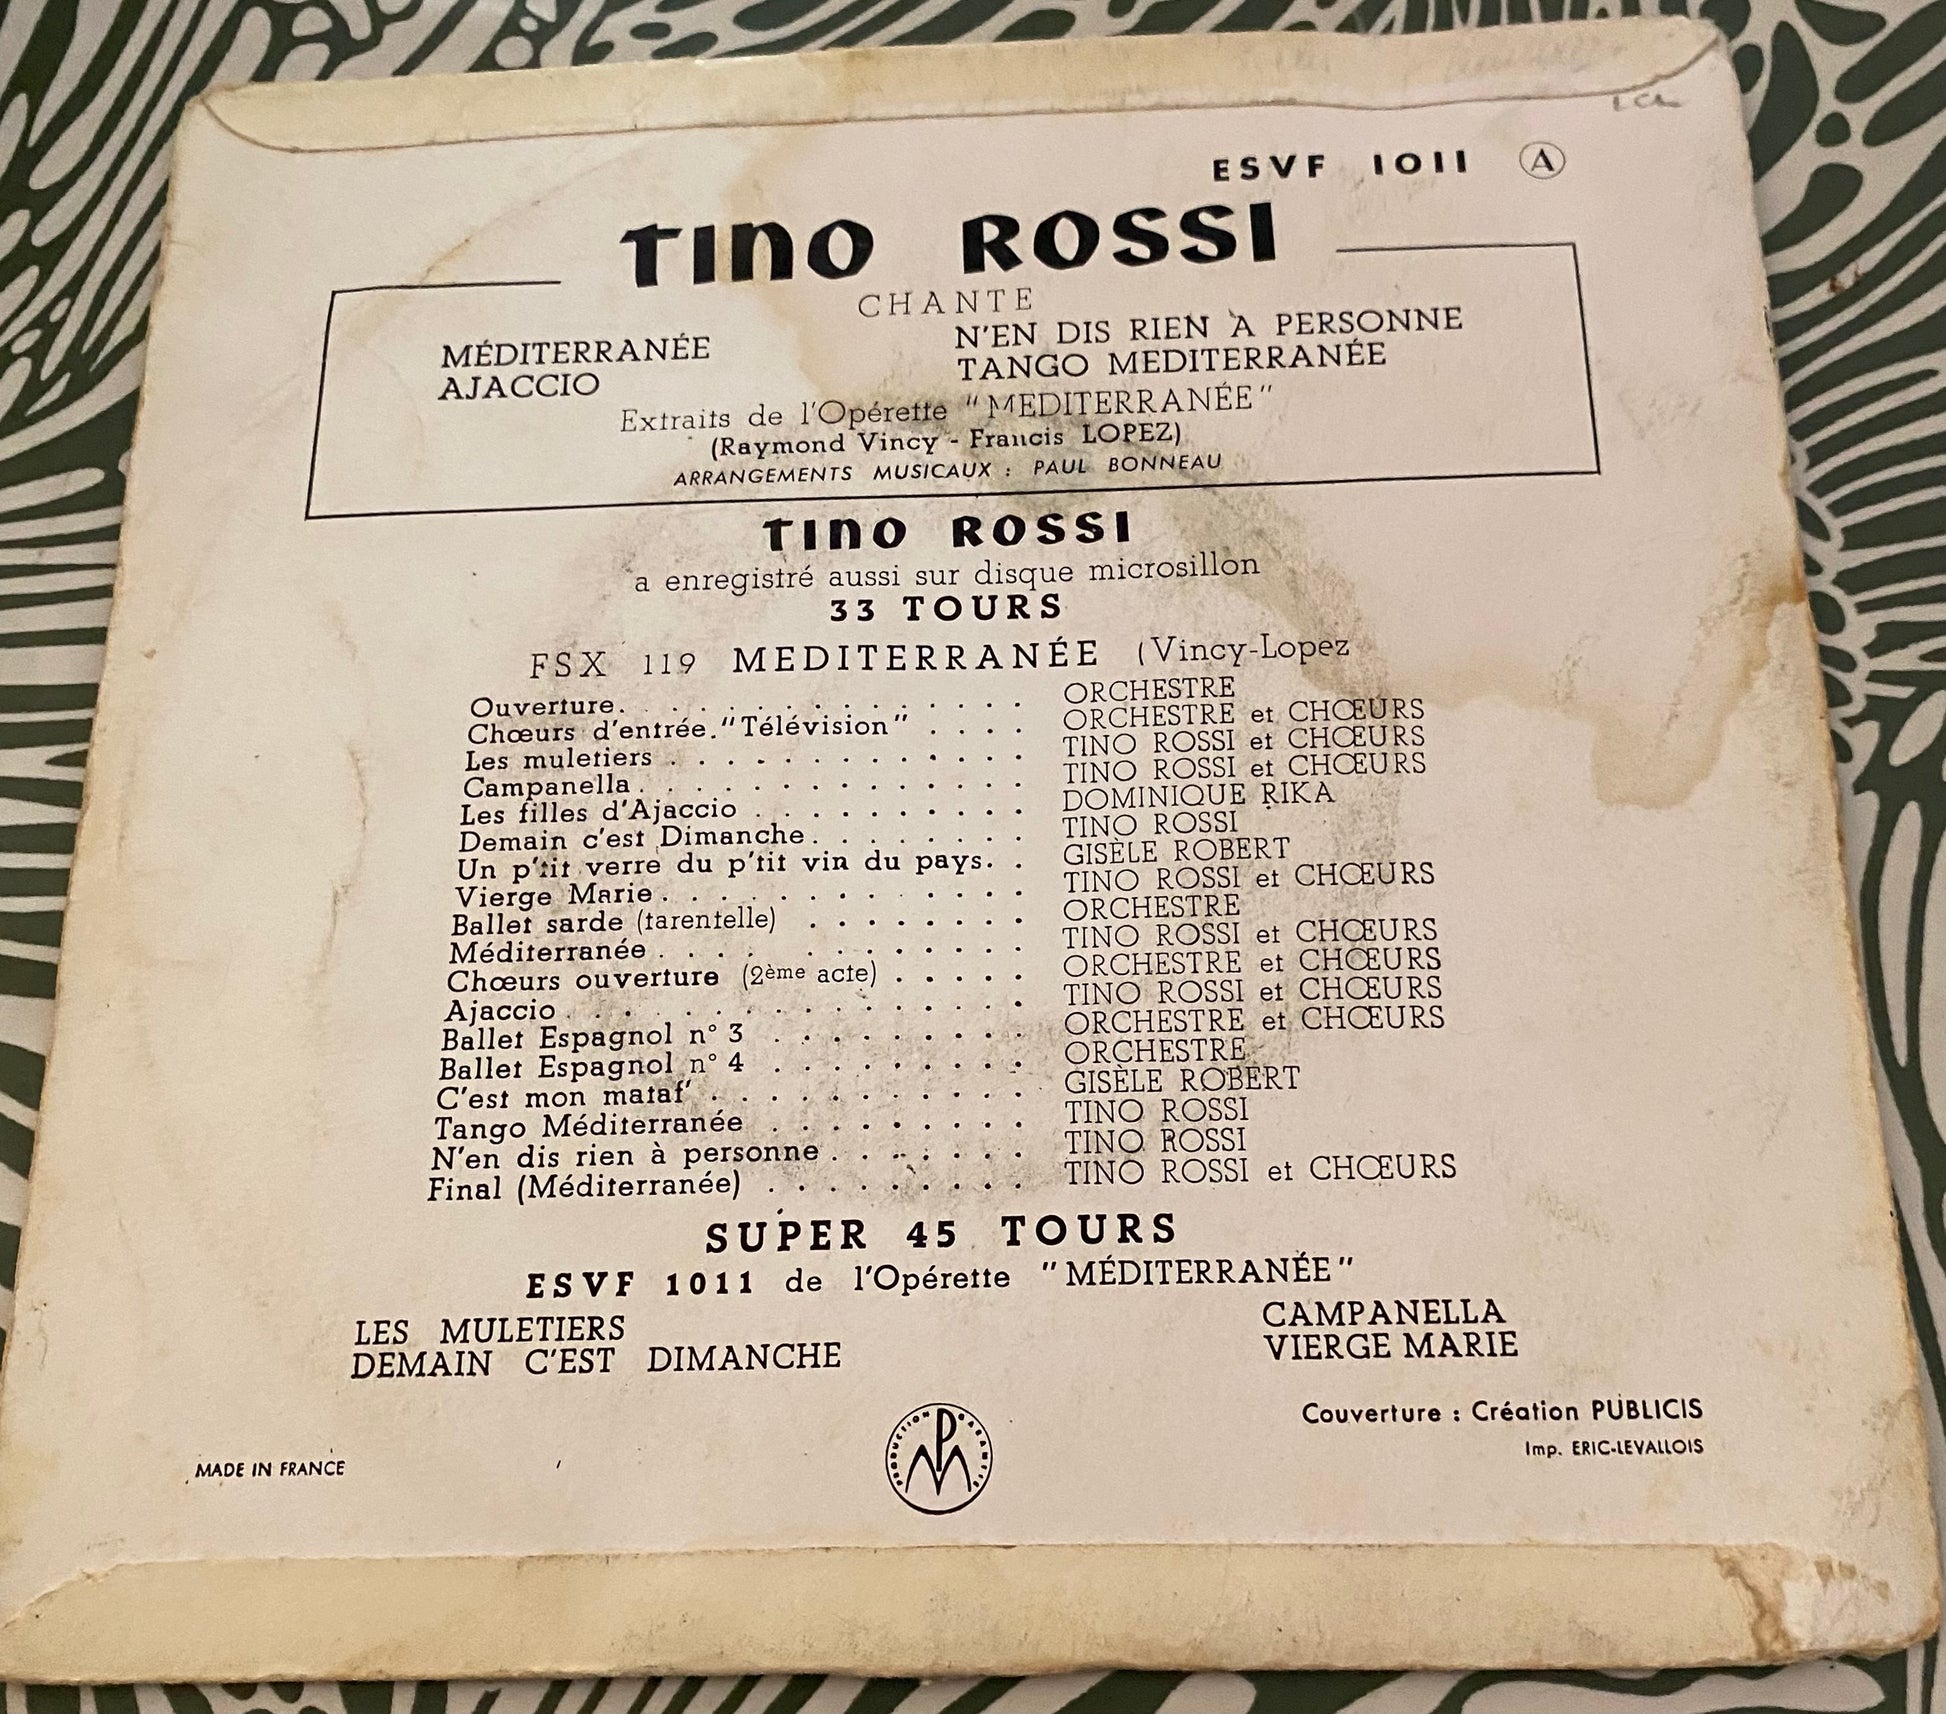 ESVF 1011 A
TINO ROSSI
CHANTE
MÉDITERRANÉE
AJACCIO
N'EN DIS RIEN À PERSONNE
TANGO MEDITERRANÉE
Extraits de l'Opérette "MEDITERRANÉE"
(Raymond Vincy - Francis LOPEZ)
ARRANGEMENTS MUSICAUX : PAUL BONNEAU
TINO ROSSI
a enregistré aussi sur disque microsillon
33 TOURS
FSX 119 MEDITERRANÉE (Vincy-Lopez
Ouverture. . . . . . . . . . . . . . ORCHESTRE
Chœurs d'entrée. "Télévision" . . . . ORCHESTRE et CHŒURS
Les muletiers . . . . . . . . . . . . TINO ROSSI et CHŒURS
Campanella . . . . . . . . . . . . . TINO ROSSI et CHŒURS
Les filles d'Ajaccio . . . . . . . . . DOMINIQUE RIKA
Demain c'est Dimanche . . . . . . . . TINO ROSSI
Un p'tit verre du p'tit vin du pays. . GISÈLE ROBERT
Vierge Marie . . . . . . . . . . . . TINO ROSSI et CHŒURS
Ballet sarde (tarentelle) . . . . . . . . ORCHESTRE
Méditerranée . . . . . . . . . . . . TINO ROSSI et CHŒURS
Chœurs ouverture (2ème acte) . . . . . ORCHESTRE et CHŒURS
Ajaccio . . . . . . . . . . . . . . . TINO ROSSI et CHŒURS
Ballet Espagnol n° 3 . . . . . . . . . ORCHESTRE et CHŒURS
Ballet Espagnol n° 4 . . . . . . . . . ORCHESTRE
C'est mon mataf' . . . . . . . . . . . GISÈLE ROBERT
Tango Méditerranée . . . . . . . . . TINO ROSSI
N'en dis rien à personne . . . . . . . TINO ROSSI
Final (Méditerranée) . . . . . . . . . TINO ROSSI et CHŒURS
SUPER 45 TOURS
ESVF 1011 de l'Opérette "MÉDITERRANÉE"
LES MULETIERS
DEMAIN C'EST DIMANCHE
CAMPANELLA
VIERGE MARIE
Couverture : Création PUBLICIS
Imp. ERIC-LEVALLOIS
MADE IN FRANCE
PRODUCTION MARAMBIE
PM